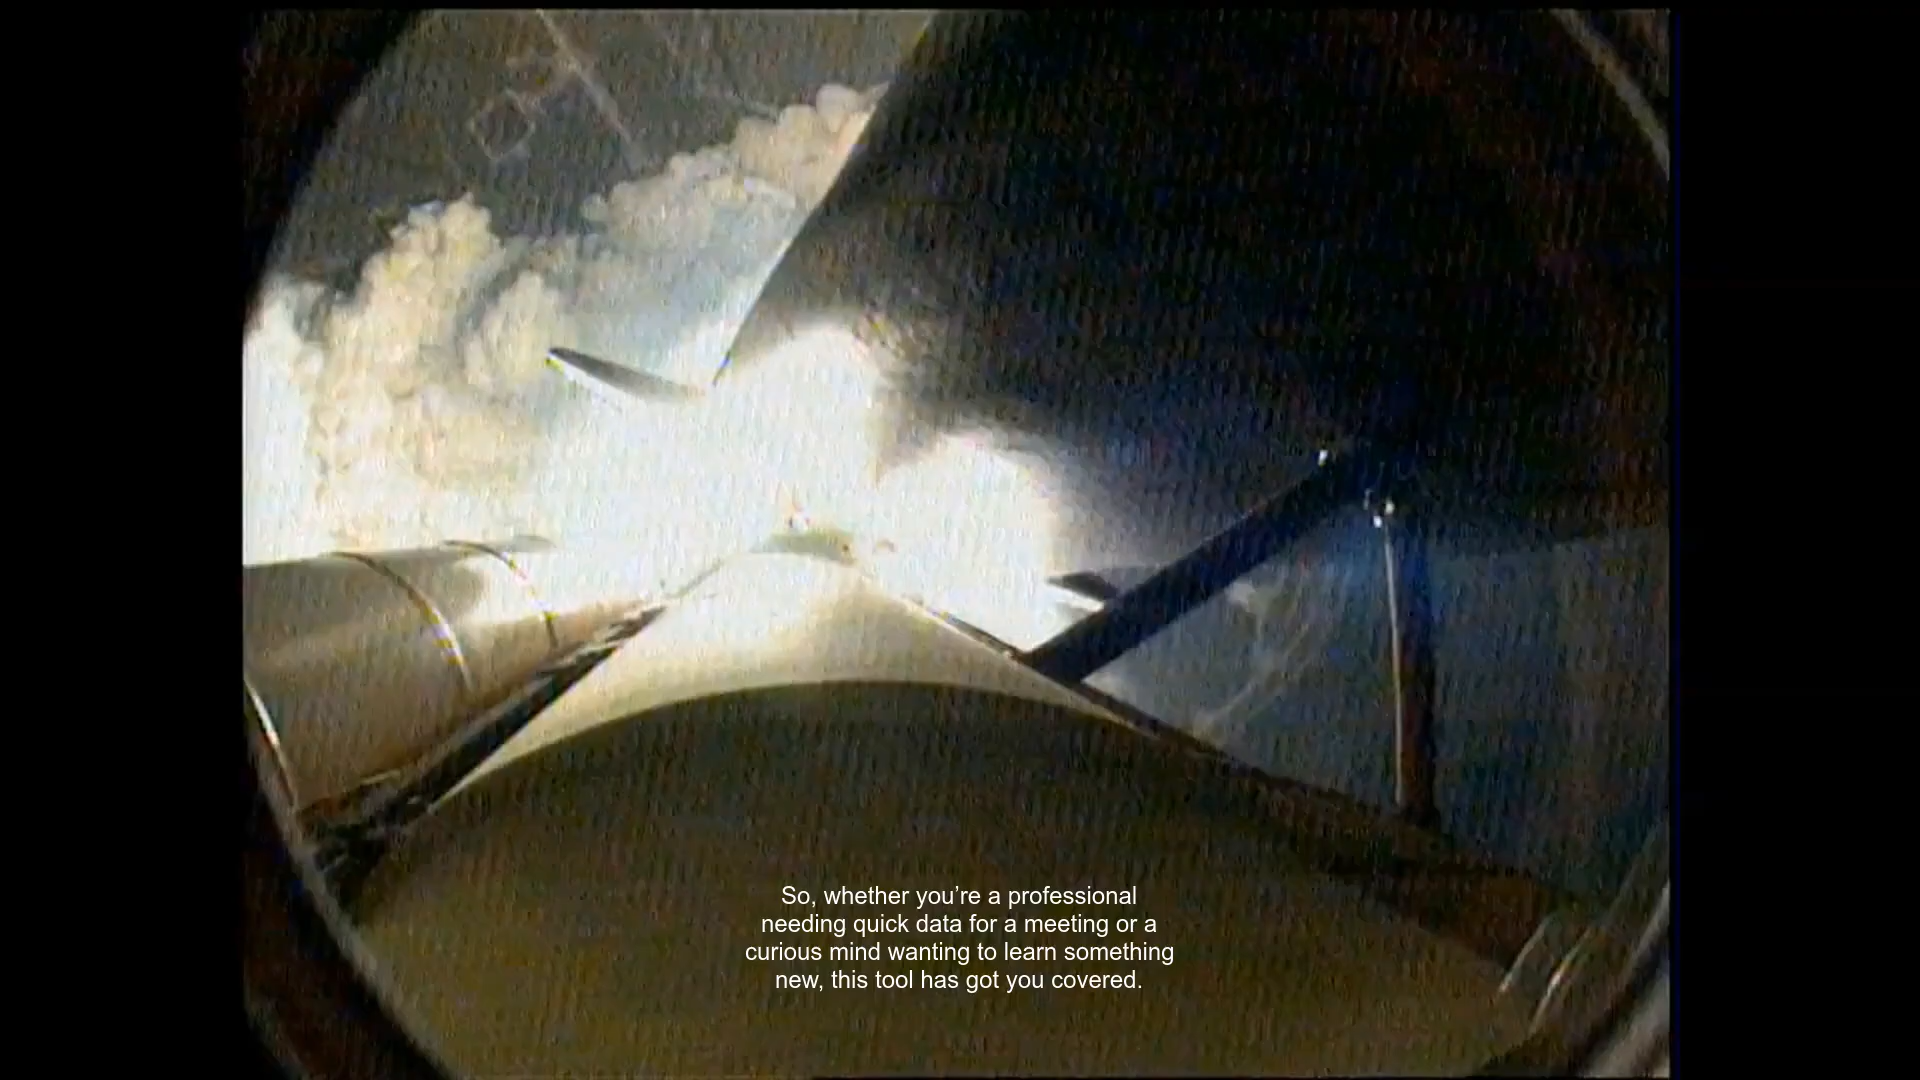 So, whether you’re a professional
needing quick data for a meeting or a
curious mind wanting to learn something
new, this tool has got you covered.